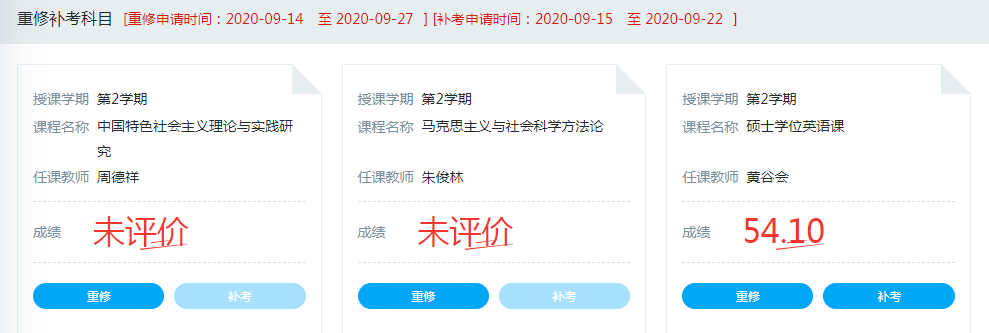 重修补考科目 [重修申请时间：2020-09-14 至 2020-09-27 ] [补考申请时间：2020-09-15 至 2020-09-22 ]
授课学期 第2学期
课程名称 中国特色社会主义理论与实践研
究
任课教师 周德祥
成绩 未评价
重修 补考
授课学期 第2学期
课程名称 马克思主义与社会科学方法论
任课教师 朱俊林
成绩 未评价
重修 补考
授课学期 第2学期
课程名称 硕士学位英语课
任课教师 黄谷会
成绩 54.10
重修 补考